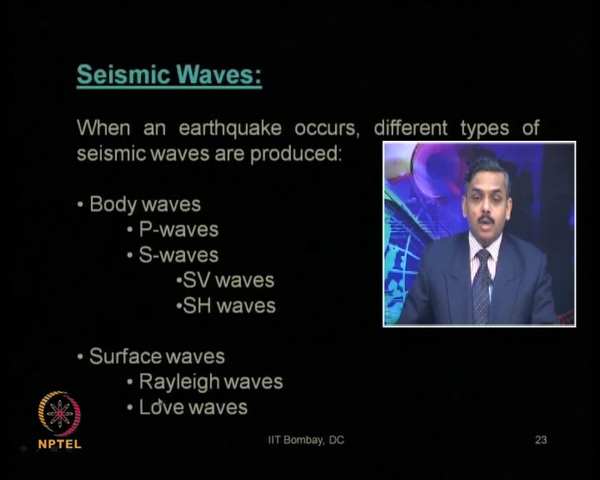 Seismic Waves:
When an earthquake occurs, different types of
seismic waves are produced:
• Body waves
• P-waves
• S-waves
•SV waves
•SH waves
• Surface waves
• Rayleigh waves
• Love waves
NPTEL
IIT Bombay, DC
23